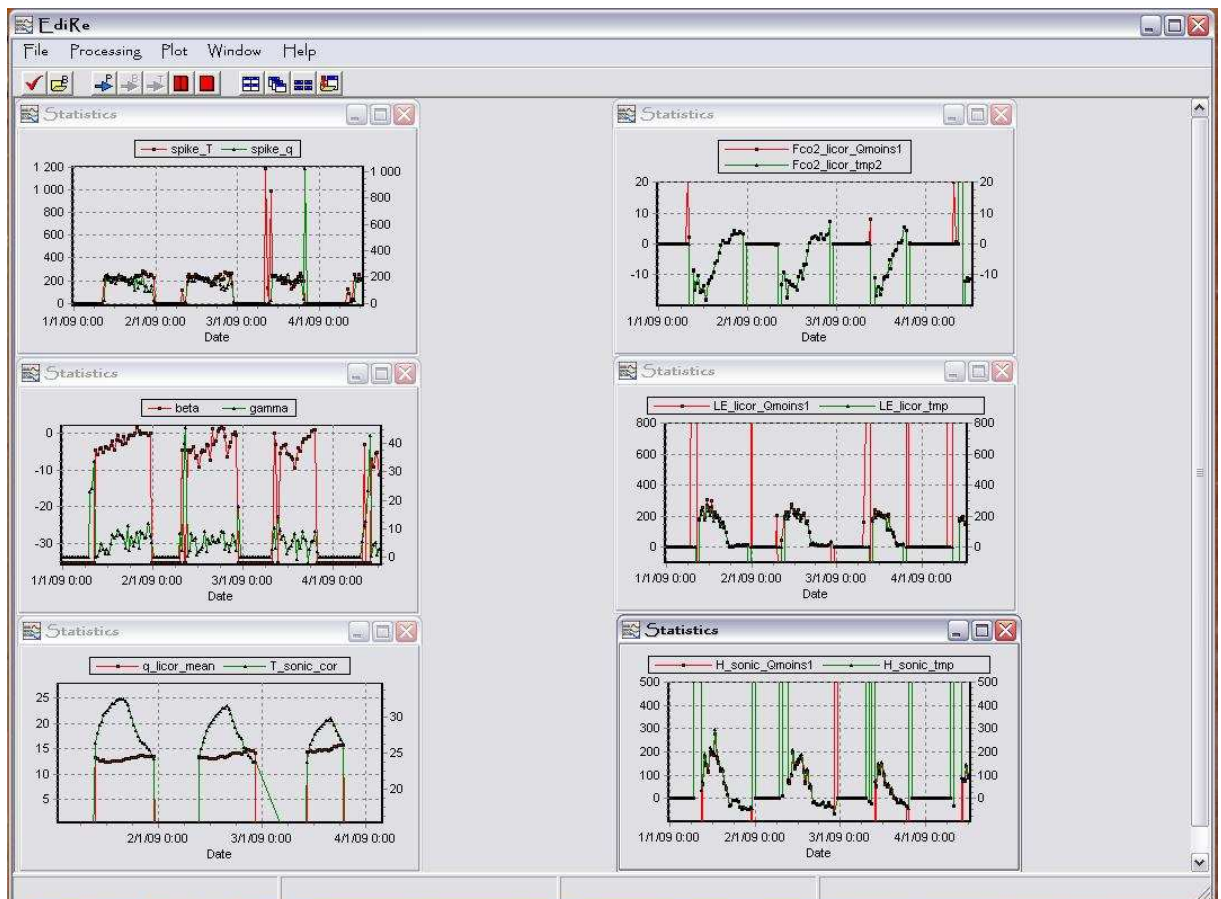 EdiRe
File Processing Plot Window Help
Statistics
spike_T spike_q
1 200
1 000
800
600
400
200
0
1 000
800
600
400
200
0
1/1/09 0:00 2/1/09 0:00 3/1/09 0:00 4/1/09 0:00
Date
Statistics
Fco2_licor_Qmoins1
Fco2_licor_tmp2
20
10
0
-10
20
10
0
-10
1/1/09 0:00 2/1/09 0:00 3/1/09 0:00 4/1/09 0:00
Date
Statistics
beta gamma
0
-10
-20
-30
40
30
20
10
0
1/1/09 0:00 2/1/09 0:00 3/1/09 0:00 4/1/09 0:00
Date
Statistics
LE_licor_Qmoins1 LE_licor_tmp
800
600
400
200
0
800
600
400
200
0
1/1/09 0:00 2/1/09 0:00 3/1/09 0:00 4/1/09 0:00
Date
Statistics
q_licor_mean T_sonic_cor
25
20
15
10
5
30
25
20
2/1/09 0:00 3/1/09 0:00 4/1/09 0:00
Date
Statistics
H_sonic_Qmoins1 H_sonic_tmp
500
400
300
200
100
0
500
400
300
200
100
0
1/1/09 0:00 2/1/09 0:00 3/1/09 0:00 4/1/09 0:00
Date